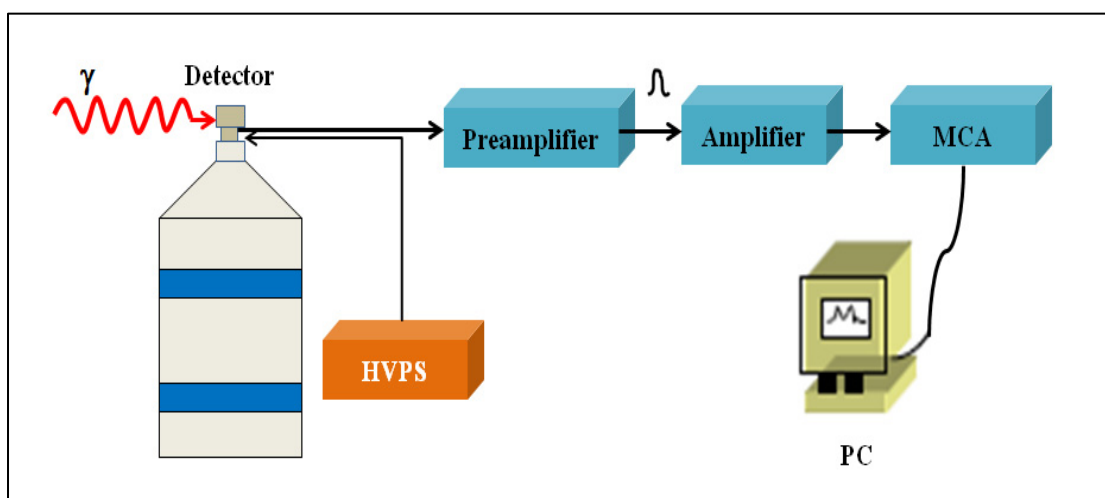 γ
Detector
Preamplifier
Amplifier
MCA
HVPS
PC